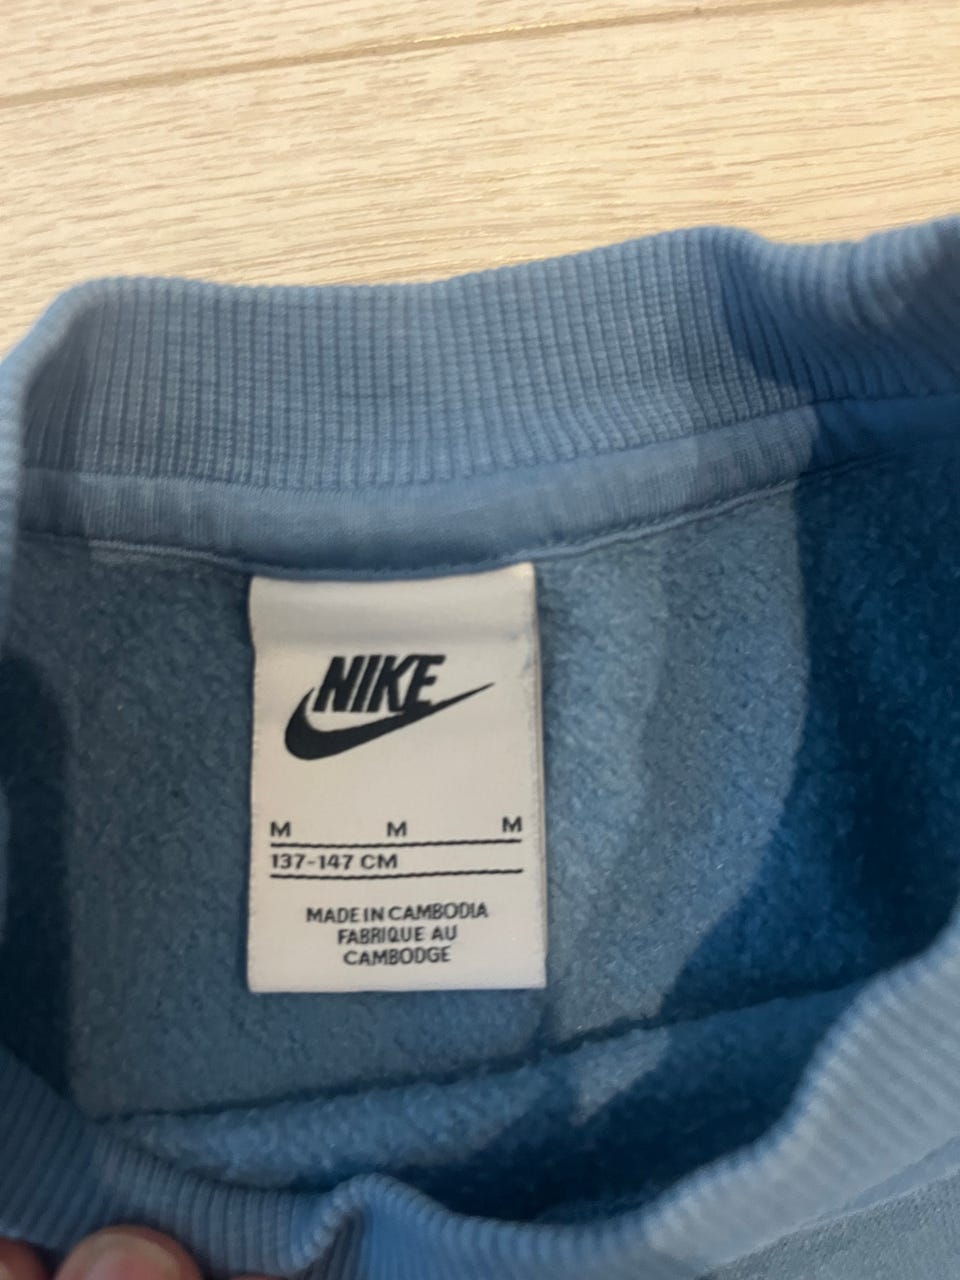 NIKE
M M M
137-147 CM
MADE IN CAMBODIA
FABRIQUE AU
CAMBODGE